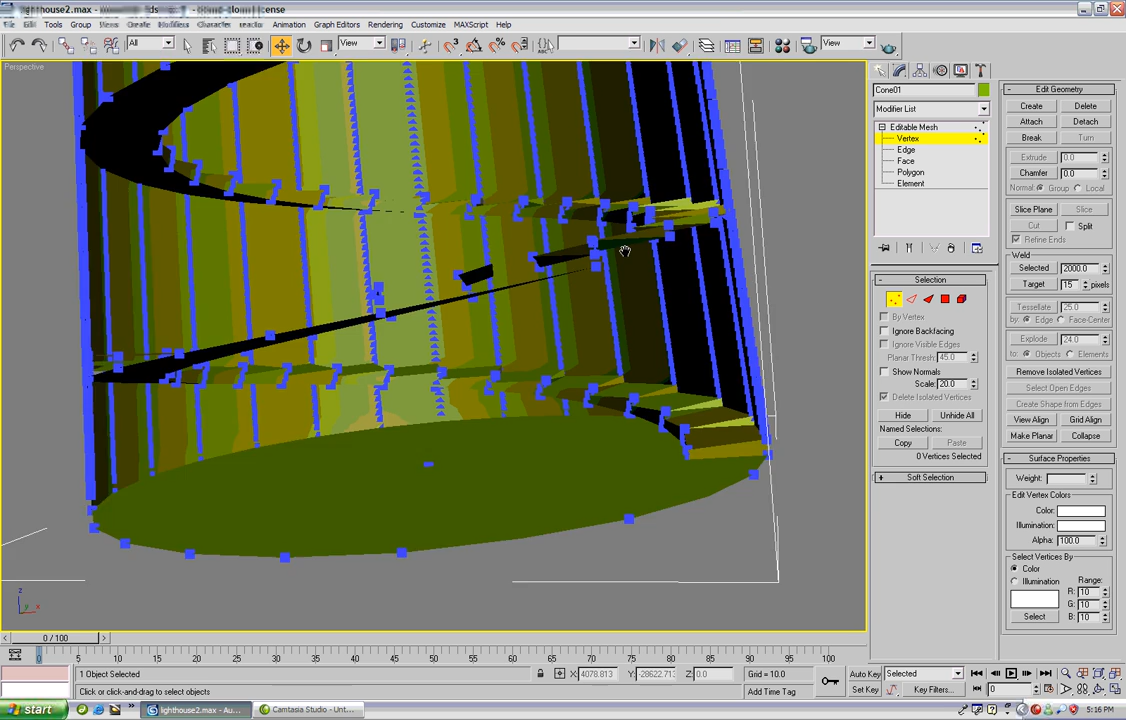 lighthouse2.max -
File Edit Tools Group Views Create Modifiers Character reactor Animation Graph Editors Rendering Customize MAXScript Help
All
View
View
Perspective
Cone01
Modifier List
Editable Mesh
Vertex
Edge
Face
Polygon
Element
Selection
By Vertex
Ignore Backfacing
Ignore Visible Edges
Planar Thresh: 45.0
Show Normals
Scale: 20.0
Delete Isolated Vertices
Hide Unhide All
Named Selections:
Copy Paste
0 Vertices Selected
Soft Selection
Edit Geometry
Create Delete
Attach Detach
Break Turn
Extrude 0.0
Chamfer 0.0
Normal: Group Local
Slice Plane Slice
Cut Split
Refine Ends
Weld
Selected 2000.0
Target 15 pixels
Tessellate 25.0
by: Edge Face-Center
Explode 24.0
to: Objects Elements
Remove Isolated Vertices
Select Open Edges
Create Shape from Edges
View Align Grid Align
Make Planar Collapse
Surface Properties
Weight:
Edit Vertex Colors
Color:
Illumination:
Alpha: 100.0
Select Vertices By
Color
Illumination
Range:
R: 10
G: 10
B: 10
Select
z
y x
0 / 100
0 5 10 15 20 25 30 35 40 45 50 55 60 65 70 75 80 85 90 95 100
1 Object Selected X: 4078.813 Y: -28622.713 Z: 0.0 Grid = 10.0 Auto Key Selected
Click or click-and-drag to select objects Add Time Tag Set Key Key Filters... 0
start lighthouse2.max - Au... Camtasia Studio - Unt... 5:16 PM